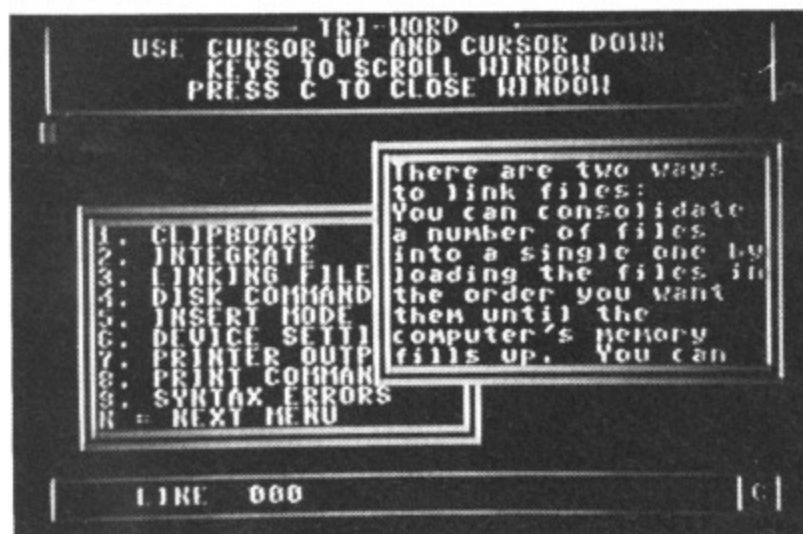 TRI-WORD
USE CURSOR UP AND CURSOR DOWN
KEYS TO SCROLL WINDOW
PRESS C TO CLOSE WINDOW
There are two ways
to link files:
You can consolidate
a number of files
into a single one by
loading the files in
the order you want
them until the
computer's memory
fills up. You can
1. CLIPBOARD
2. INTEGRATE
3. LINKING FILE
4. DISK COMMAND
5. INSERT MODE
6. DEVICE SETTI
7. PRINTER OUTP
8. PRINT COMMAN
9. SYNTAX ERRORS
N = NEXT MENU
LINE 000
C